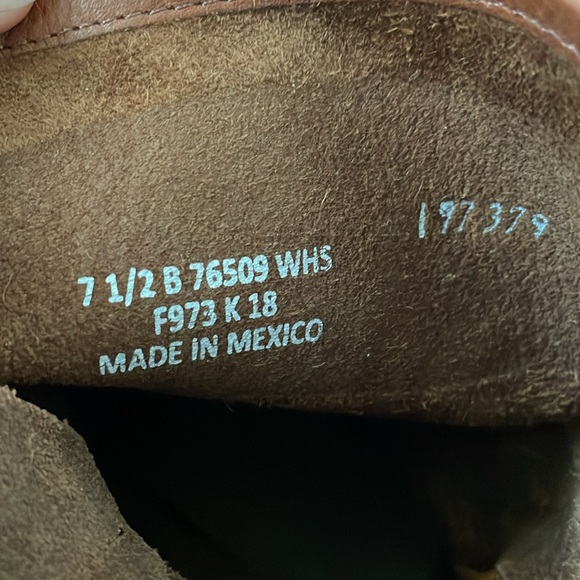 197379
7 1/2 B 76509 WHS
F973 K 18
MADE IN MEXICO